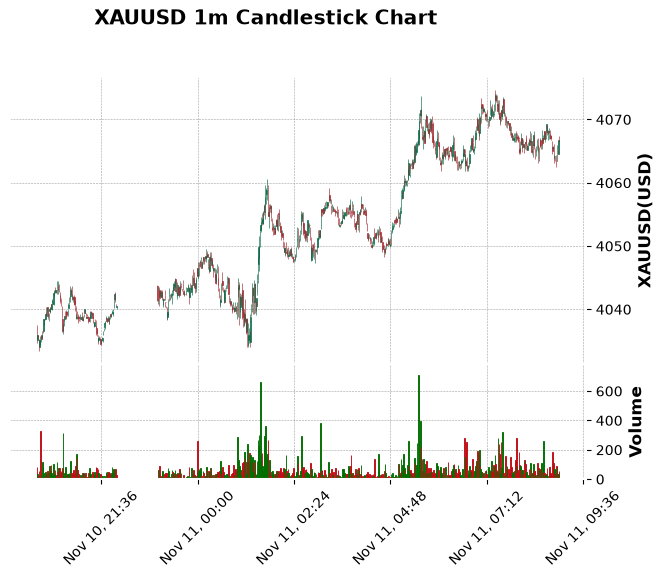 XAUUSD 1m Candlestick Chart
4070
4060
4050
4040
XAUUSD(USD)
600
400
200
0
Volume
Nov 10, 21:36
Nov 11, 00:00
Nov 11, 02:24
Nov 11, 04:48
Nov 11, 07:12
Nov 11, 09:36